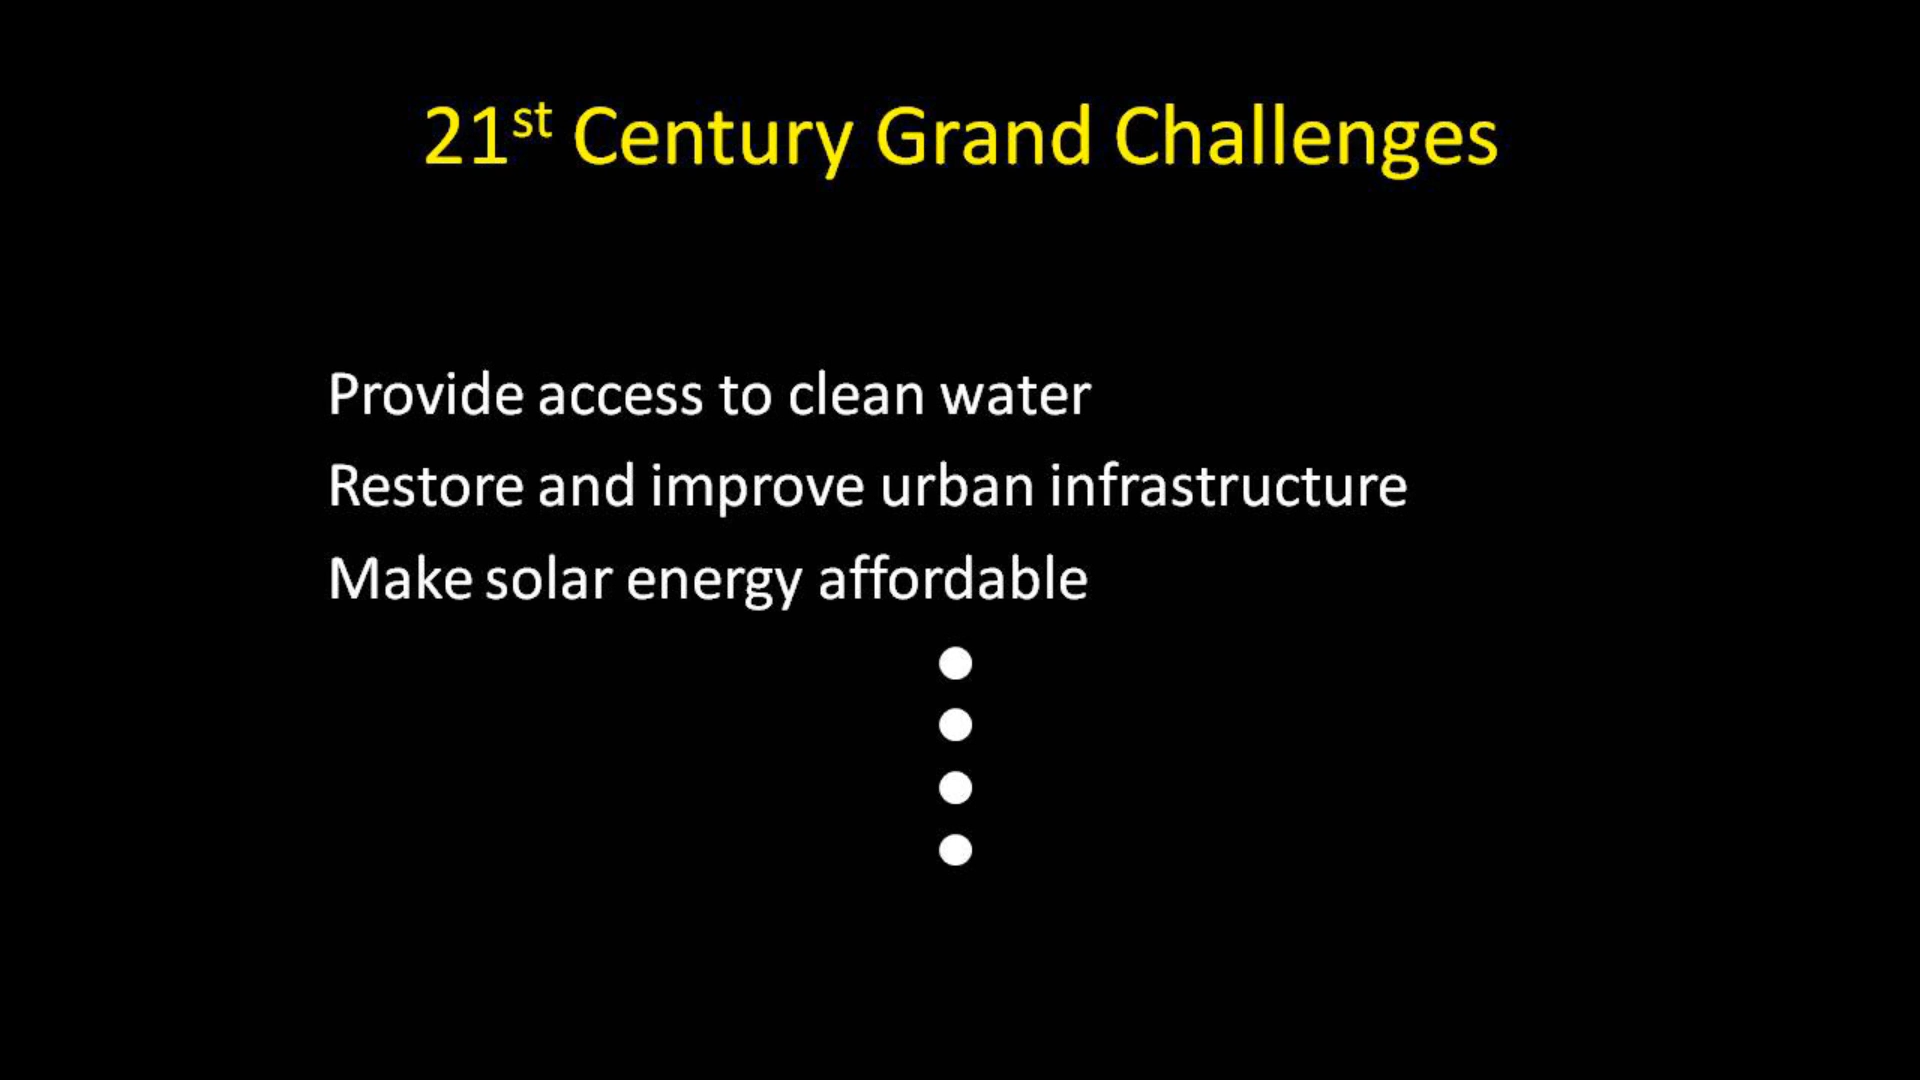 21st Century Grand Challenges
Provide access to clean water
Restore and improve urban infrastructure
Make solar energy affordable